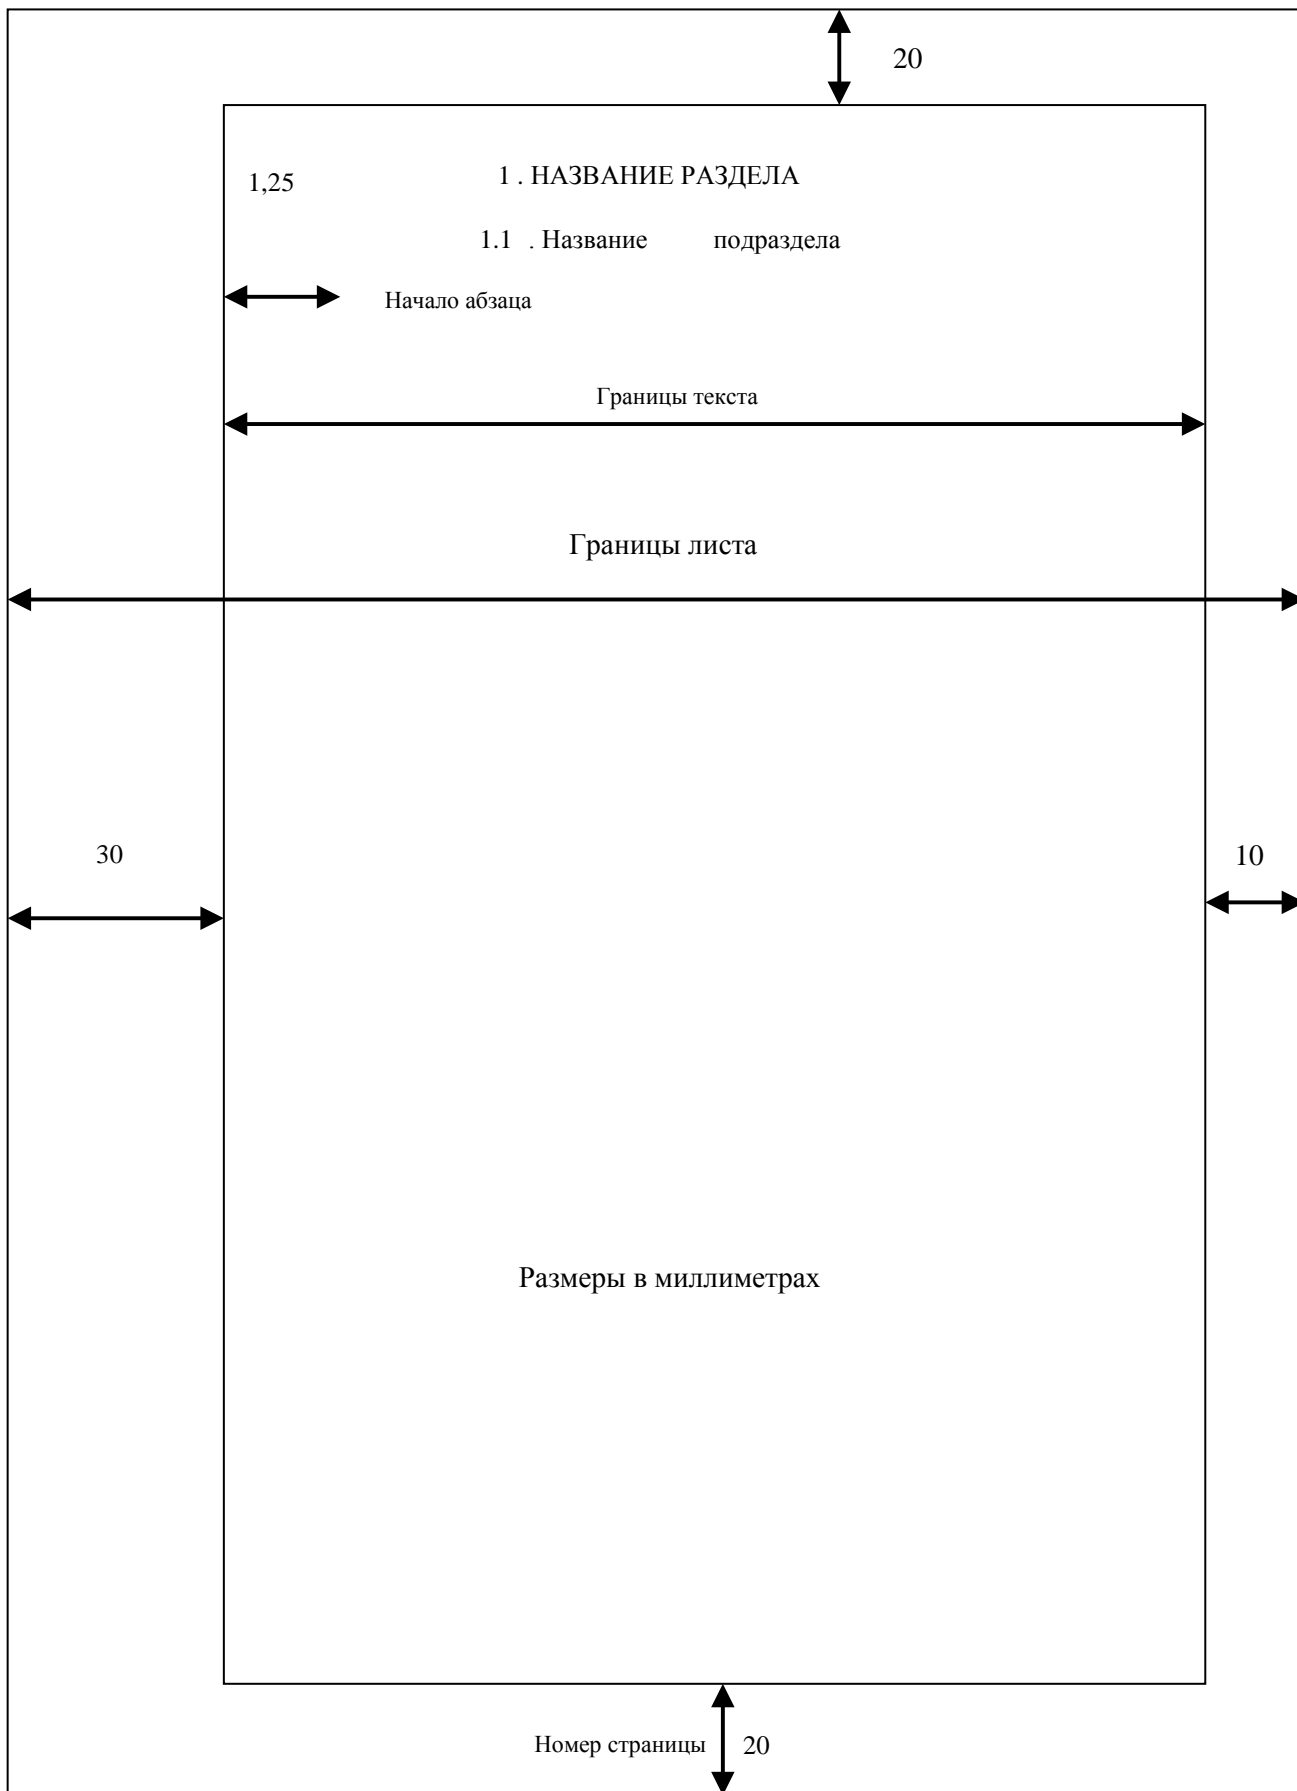 20
1 . НАЗВАНИЕ РАЗДЕЛА
1,25
1.1 . Название подраздела
Начало абзаца
Границы текста
Границы листа
30
10
Размеры в миллиметрах
Номер страницы 20